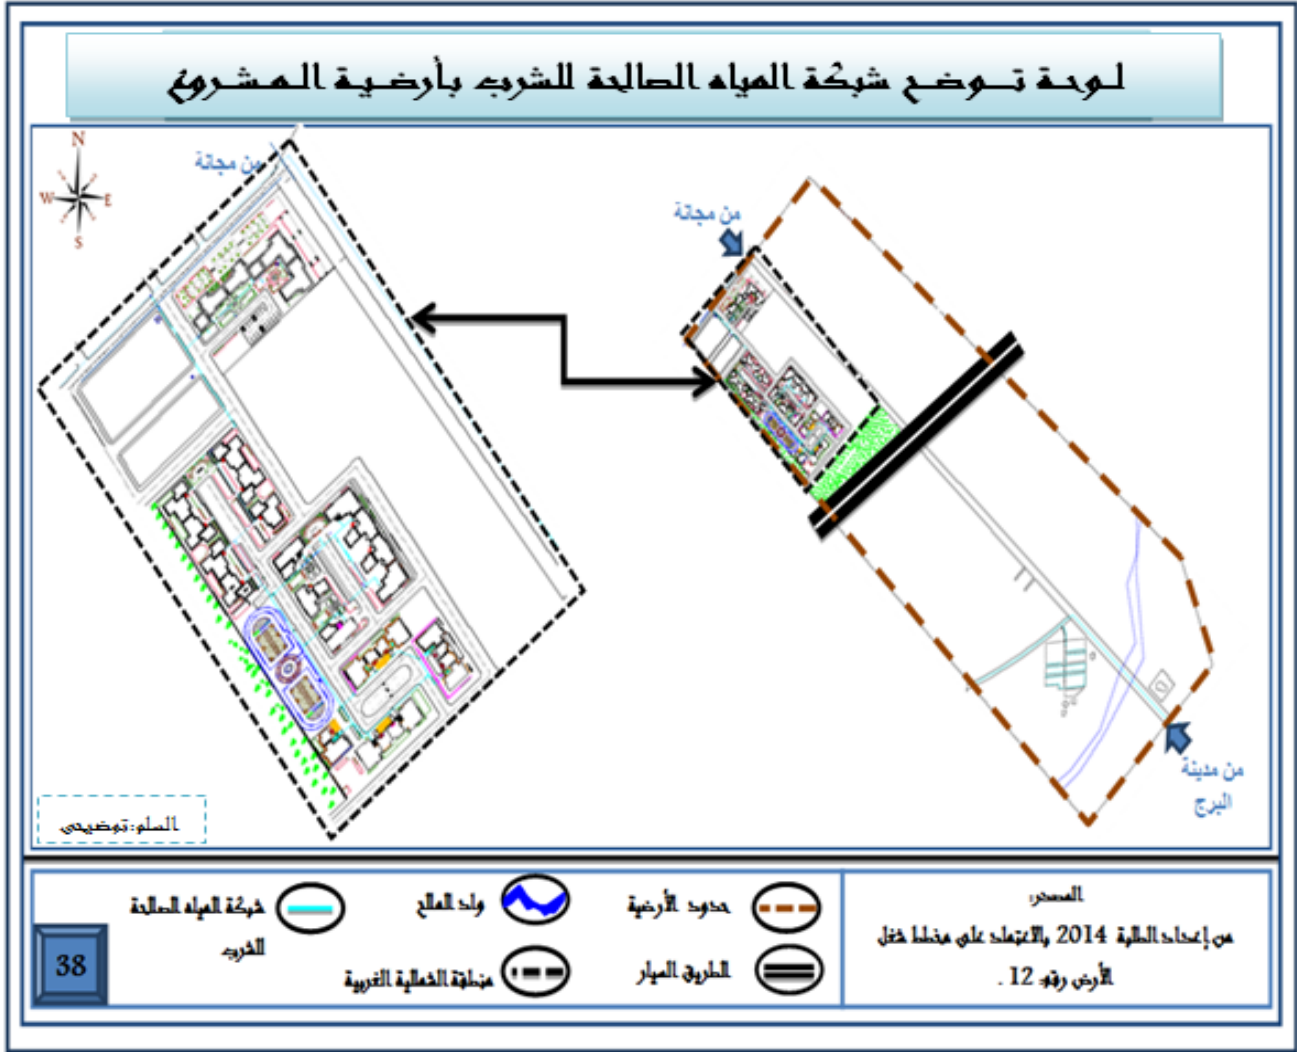 لوحة توضح شبكة المياه الصالحة للشرب بأرضية المشروع
N
W
E
S
من مجانة
من مجانة
من مدينة
البرج
السلم: توضيحي
شبكة المياه الصالحة
للشرب
واد المالح
منطقة الشمالية الغربية
حدود الأرضية
الطريق السيار
المصدر:
من إعداد الطلبة 2014 بالاعتماد على مخطط شغل
الأرض رقم 12 .
38